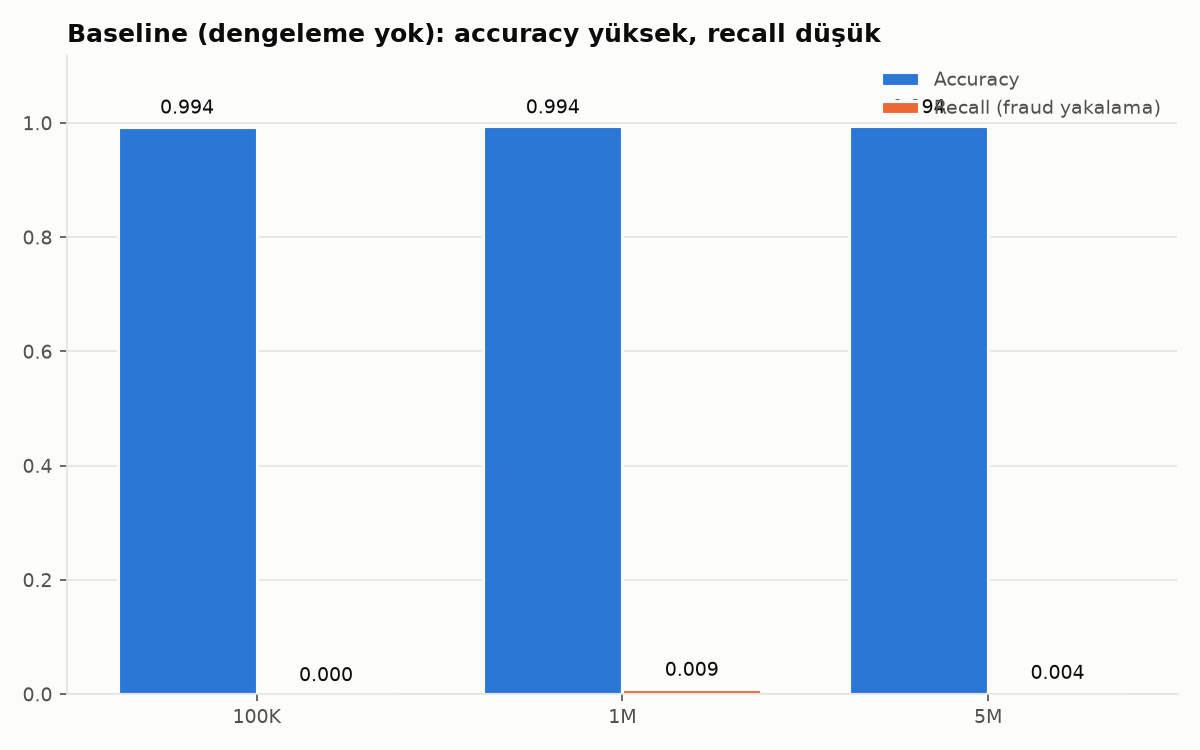 Baseline (dengeleme yok): accuracy yüksek, recall düşük
Accuracy
Recall (fraud yakalama)
0.994
0.994
1.0
0.8
0.6
0.4
0.2
0.0
0.000
0.009
0.004
100K
1M
5M